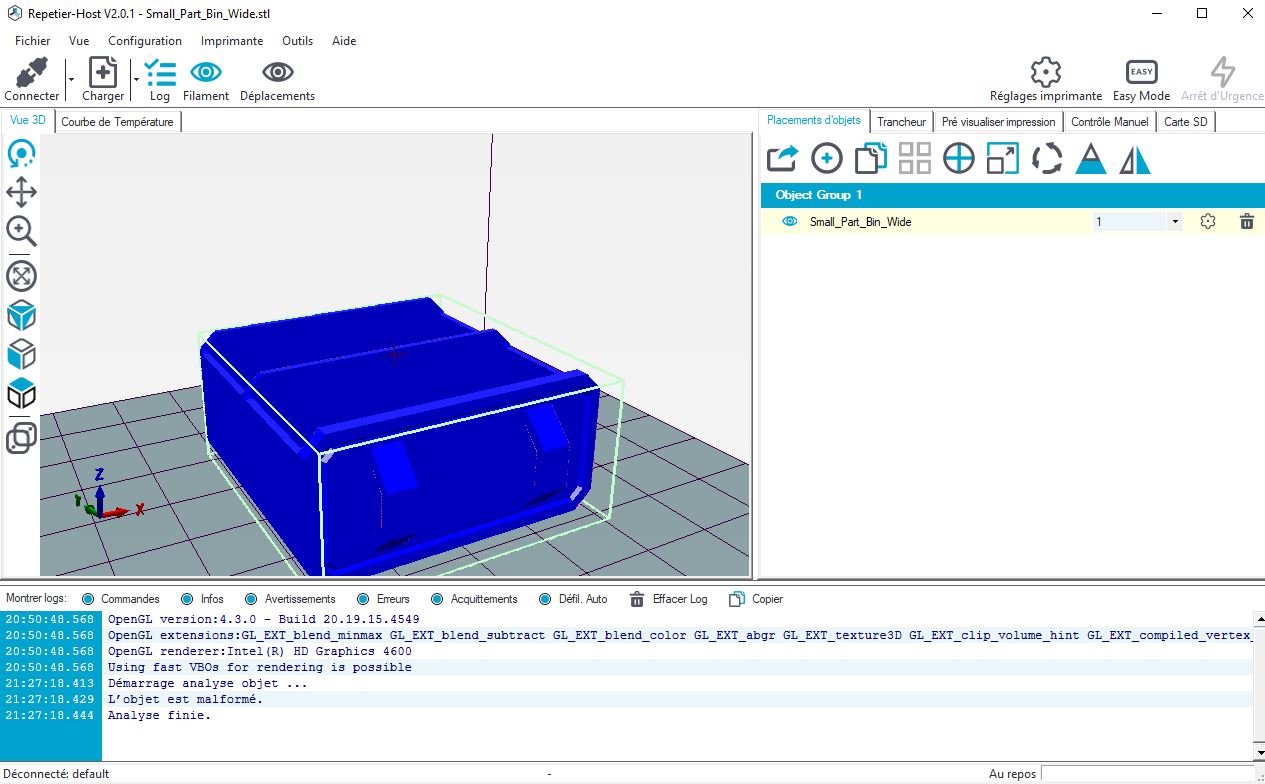 Repetier-Host V2.0.1 - Small_Part_Bin_Wide.stl
Fichier Vue Configuration Imprimante Outils Aide
Connecter Charger Log Filament Déplacements Réglages imprimante Easy Mode Arrêt d'Urgence
EASY
Vue 3D Courbe de Température
Placements d'objets Trancheur Pré visualiser impression Contrôle Manuel Carte SD
Object Group 1
Small_Part_Bin_Wide 1
Z
Y X
Montrer logs: Commandes Infos Avertissements Erreurs Acquittements Défil. Auto Effacer Log Copier
20:50:48.568 OpenGL version:4.3.0 - Build 20.19.15.4549
20:50:48.568 OpenGL extensions:GL_EXT_blend_minmax GL_EXT_blend_subtract GL_EXT_blend_color GL_EXT_abgr GL_EXT_texture3D GL_EXT_clip_volume_hint GL_EXT_compiled_vertex_
20:50:48.568 OpenGL renderer:Intel(R) HD Graphics 4600
20:50:48.568 Using fast VBOs for rendering is possible
21:27:18.413 Démarrage analyse objet ...
21:27:18.429 L’objet est malformé.
21:27:18.444 Analyse finie.
Déconnecté: default - Au repos